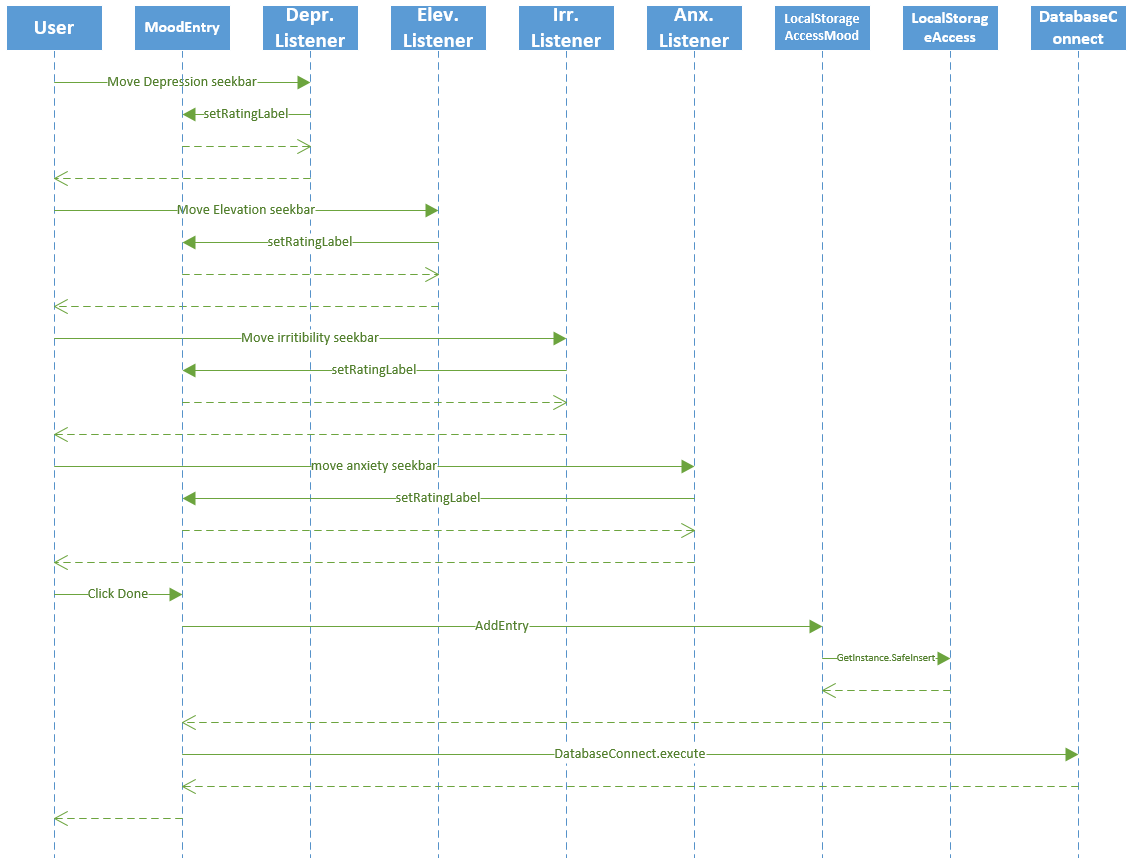 User
MoodEntry
Depr.
Listener
Elev.
Listener
Irr.
Listener
Anx.
Listener
LocalStorage
AccessMood
LocalStorag
eAccess
DatabaseC
onnect
Move Depression seekbar
setRatingLabel
Move Elevation seekbar
setRatingLabel
Move irritibility seekbar
setRatingLabel
move anxiety seekbar
setRatingLabel
Click Done
AddEntry
GetInstance.SafeInsert
DatabaseConnect.execute